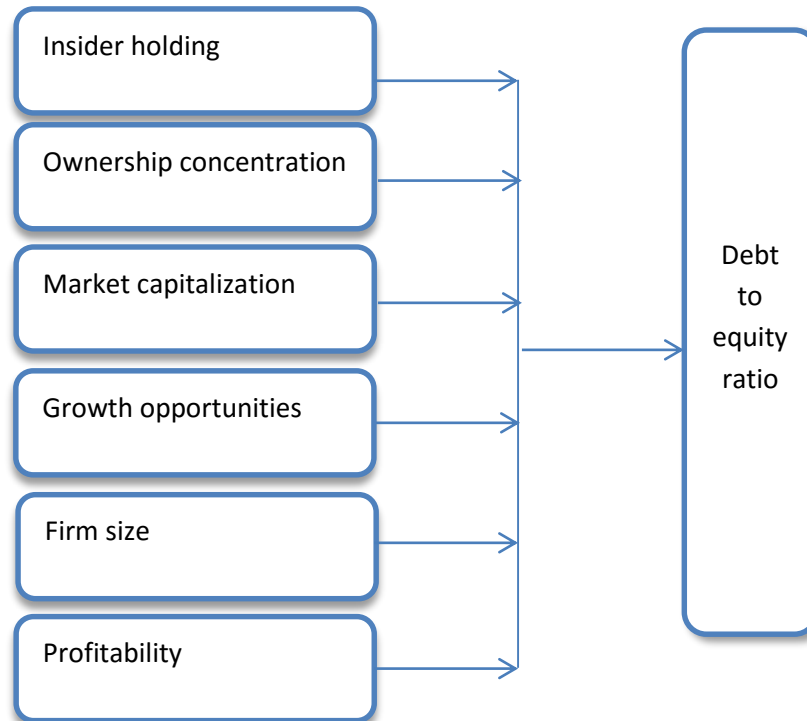 Insider holding
Ownership concentration
Market capitalization
Growth opportunities
Firm size
Profitability
Debt
to
equity
ratio